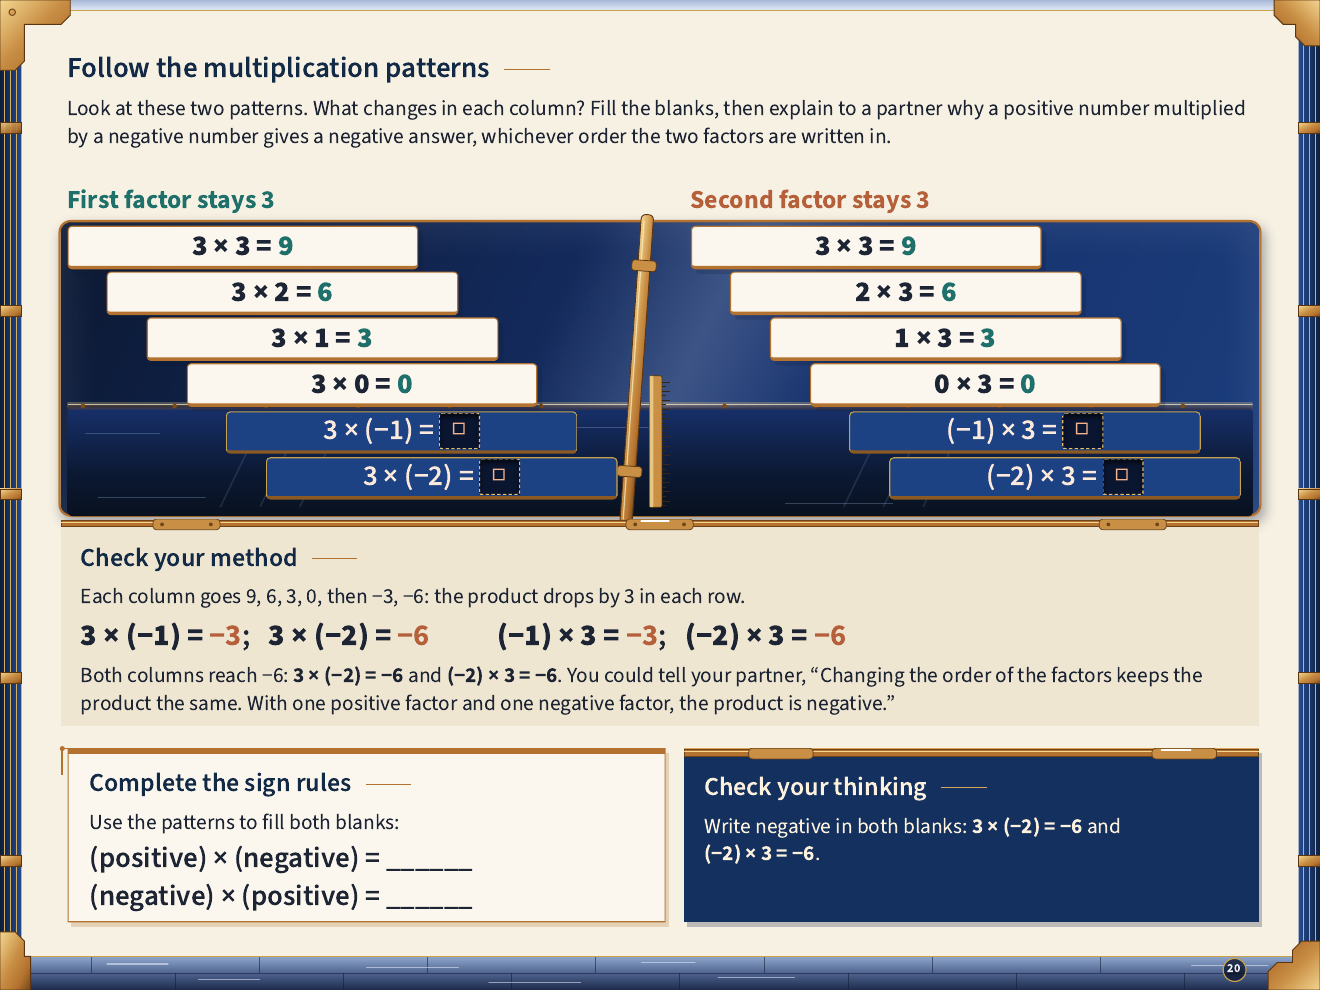 Follow the multiplication patterns
Look at these two patterns. What changes in each column? Fill the blanks, then explain to a partner why a positive number multiplied
by a negative number gives a negative answer, whichever order the two factors are written in.
First factor stays 3
3 × 3 = 9
3 × 2 = 6
3 × 1 = 3
3 × 0 = 0
3 × (−1) = □
3 × (−2) = □
Second factor stays 3
3 × 3 = 9
2 × 3 = 6
1 × 3 = 3
0 × 3 = 0
(−1) × 3 = □
(−2) × 3 = □
Check your method
Each column goes 9, 6, 3, 0, then −3, −6: the product drops by 3 in each row.
3 × (−1) = −3; 3 × (−2) = −6 (−1) × 3 = −3; (−2) × 3 = −6
Both columns reach −6: 3 × (−2) = −6 and (−2) × 3 = −6. You could tell your partner, “Changing the order of the factors keeps the
product the same. With one positive factor and one negative factor, the product is negative.”
Complete the sign rules
Use the patterns to fill both blanks:
(positive) × (negative) = ______
(negative) × (positive) = ______
Check your thinking
Write negative in both blanks: 3 × (−2) = −6 and
(−2) × 3 = −6.
20